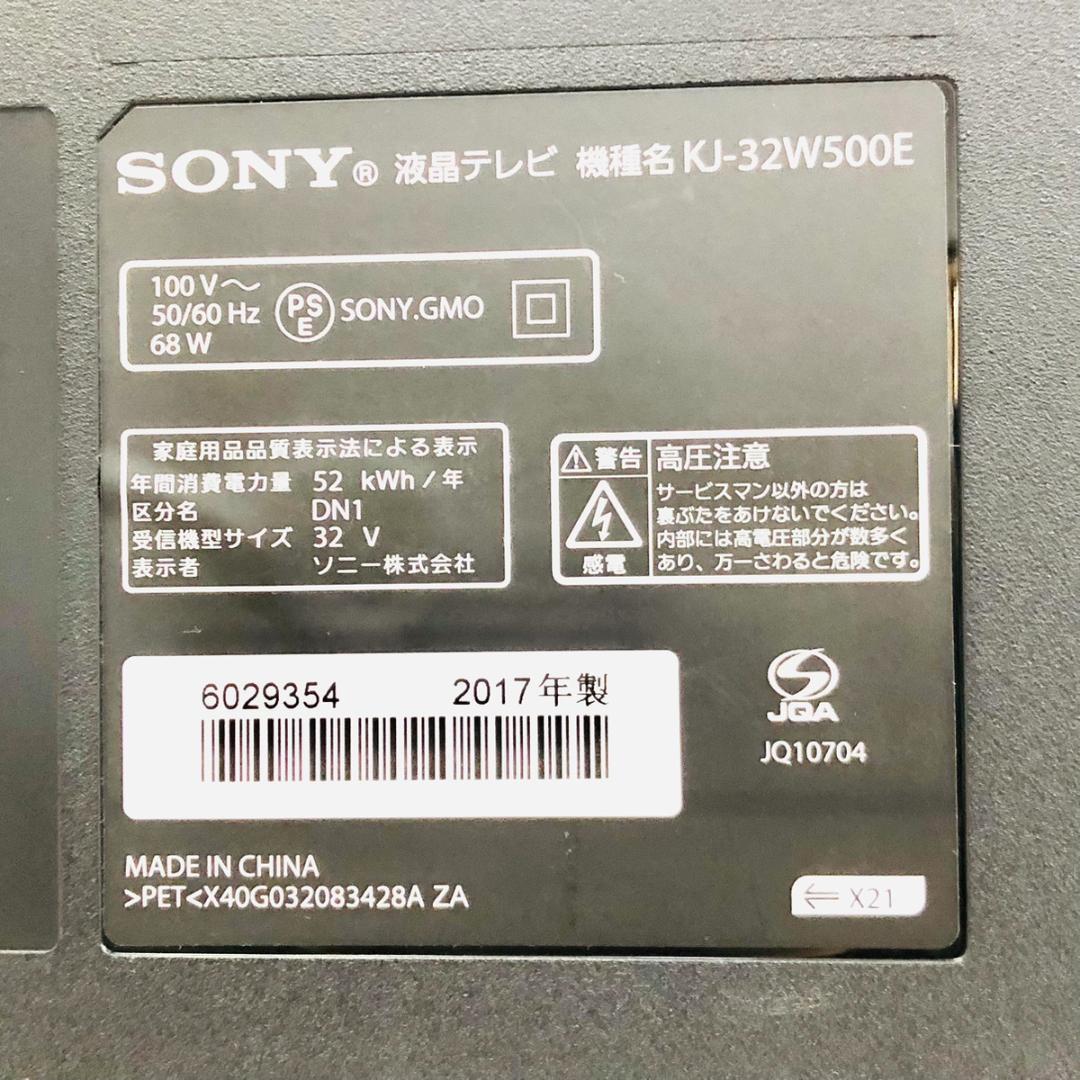 SONY® 液晶テレビ 機種名 KJ-32W500E
100 V～
50/60 Hz
68 W
PS
E
SONY.GMO
家庭用品品質表示法による表示
年間消費電力量 52 kWh／年
区分名 DN1
受信機型サイズ 32 V
表示者 ソニー株式会社
警告
感電
高圧注意
サービスマン以外の方は
裏ぶたをあけないでください。
内部には高電圧部分が数多く
あり、万一さわると危険です。
6029354 2017年製
JQA
JQ10704
MADE IN CHINA
>PET<X40G032083428A ZA
⇐ X21